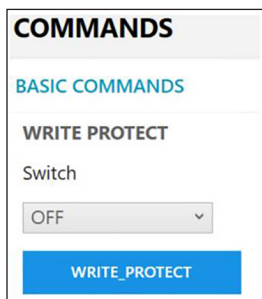 COMMANDS
BASIC COMMANDS
WRITE PROTECT
Switch
OFF
WRITE_PROTECT